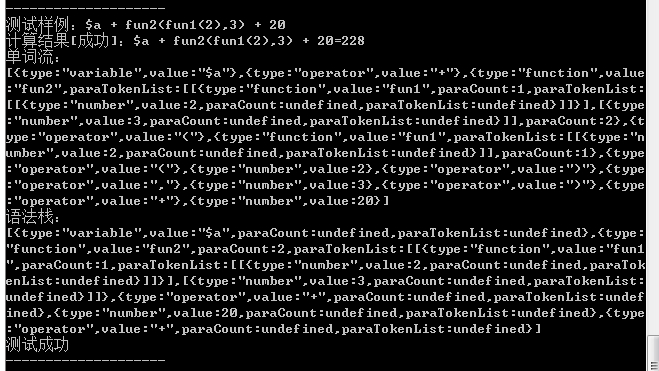 --------------------
测试样例：$a + fun2(fun1(2),3) + 20
计算结果[成功]：$a + fun2(fun1(2),3) + 20=228
单词流：
[{type:"variable",value:"$a"},{type:"operator",value:"+"},{type:"function",value
:"fun2",paraTokenList:[[{type:"function",value:"fun1",paraCount:1,paraTokenList:
[[{type:"number",value:2,paraCount:undefined,paraTokenList:undefined}]]}],[{type
:"number",value:3,paraCount:undefined,paraTokenList:undefined}]],paraCount:2},{t
ype:"operator",value:"("},{type:"function",value:"fun1",paraTokenList:[[{type:"n
umber",value:2,paraCount:undefined,paraTokenList:undefined}]],paraCount:1},{type
:"operator",value:"("},{type:"number",value:2},{type:"operator",value:")"},{type
:"operator",value:","},{type:"number",value:3},{type:"operator",value:")"},{type
:"operator",value:"+"},{type:"number",value:20}]
语法栈：
[{type:"variable",value:"$a",paraCount:undefined,paraTokenList:undefined},{type:
"function",value:"fun2",paraCount:2,paraTokenList:[[{type:"function",value:"fun1
",paraCount:1,paraTokenList:[[{type:"number",value:2,paraCount:undefined,paraTok
enList:undefined}]]}],[{type:"number",value:3,paraCount:undefined,paraTokenList:
undefined}]]},{type:"operator",value:"+",paraCount:undefined,paraTokenList:undef
ined},{type:"number",value:20,paraCount:undefined,paraTokenList:undefined},{type
:"operator",value:"+",paraCount:undefined,paraTokenList:undefined}]
测试成功
--------------------